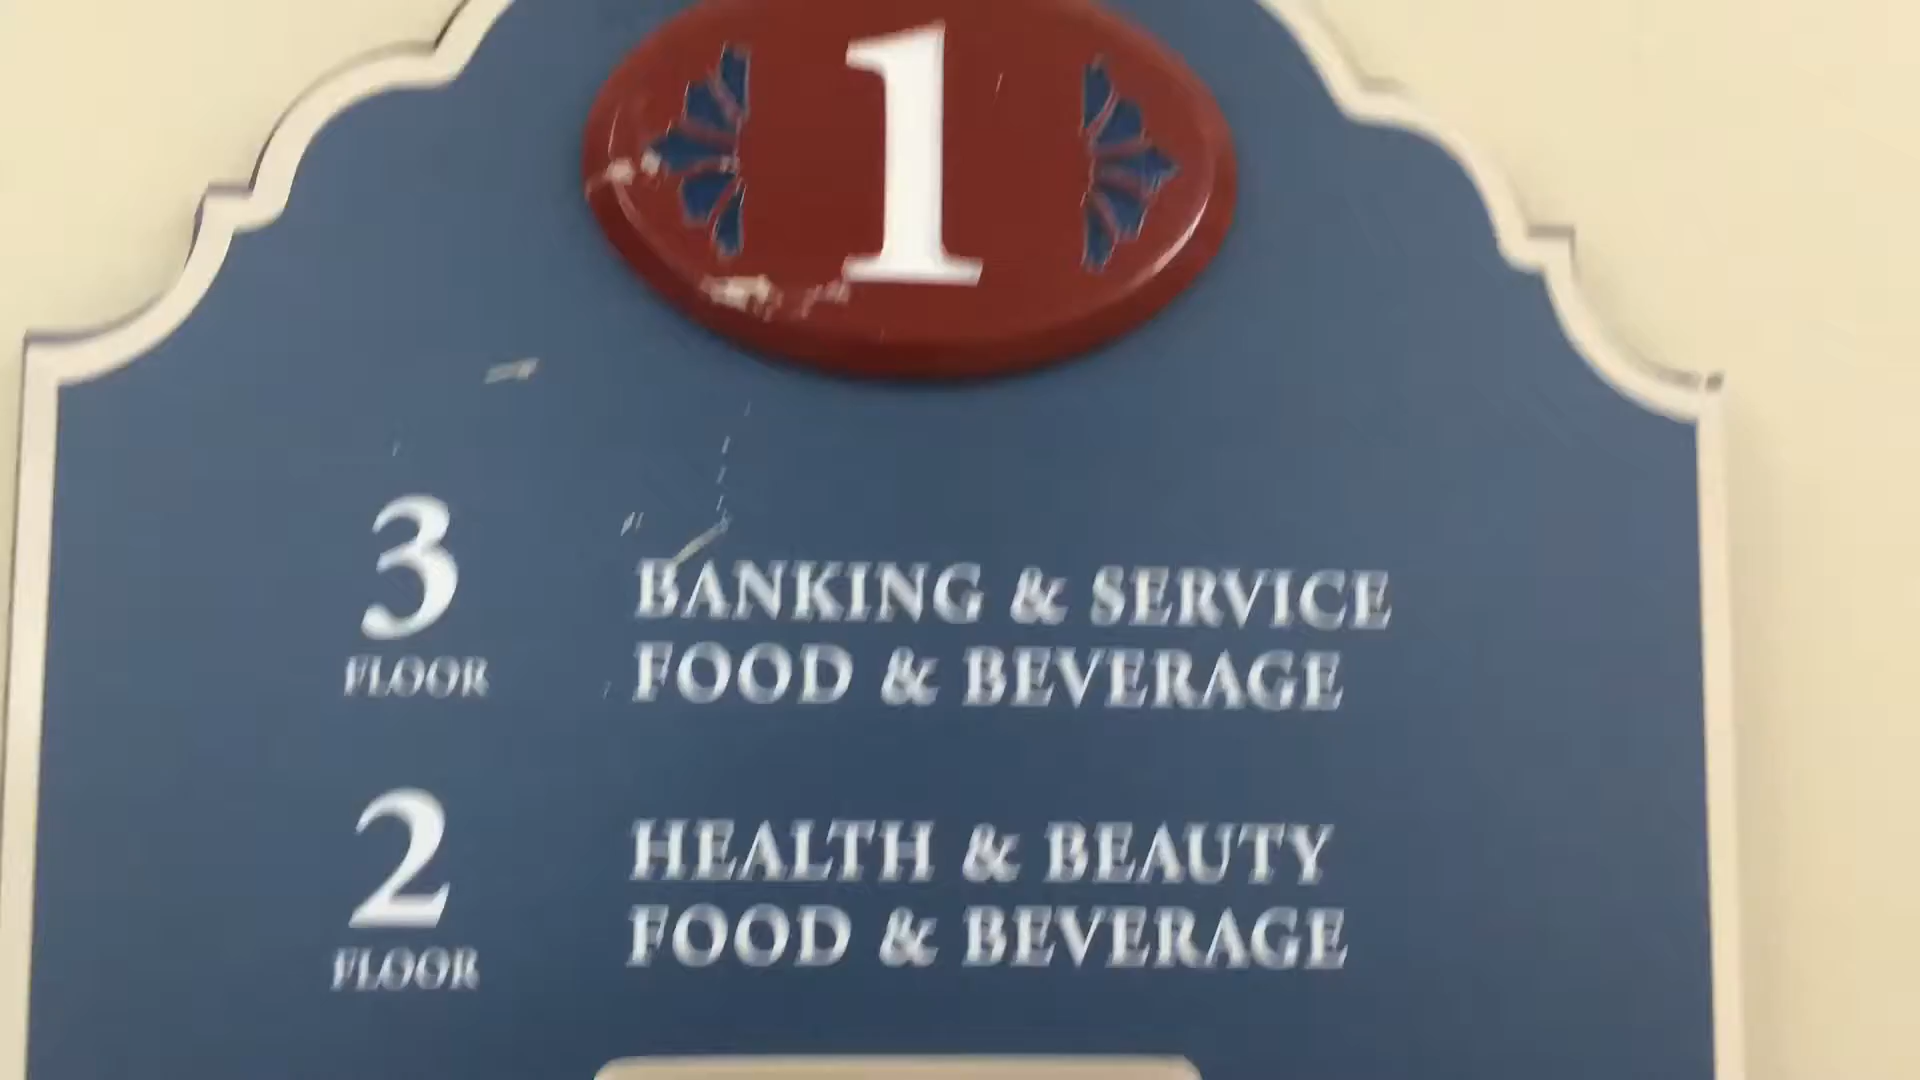 1
3
FLOOR
BANKING & SERVICE
FOOD & BEVERAGE
2
FLOOR
HEALTH & BEAUTY
FOOD & BEVERAGE